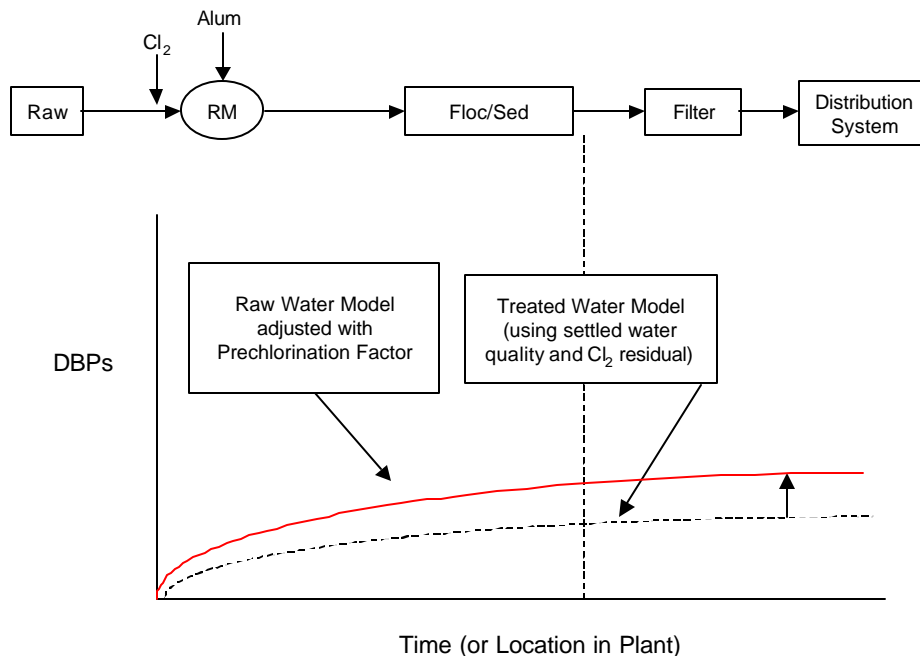 Alum
Cl₂
Raw
RM
Floc/Sed
Filter
Distribution
System
Raw Water Model
adjusted with
Prechlorination Factor
Treated Water Model
(using settled water
quality and Cl₂ residual)
DBPs
Time (or Location in Plant)